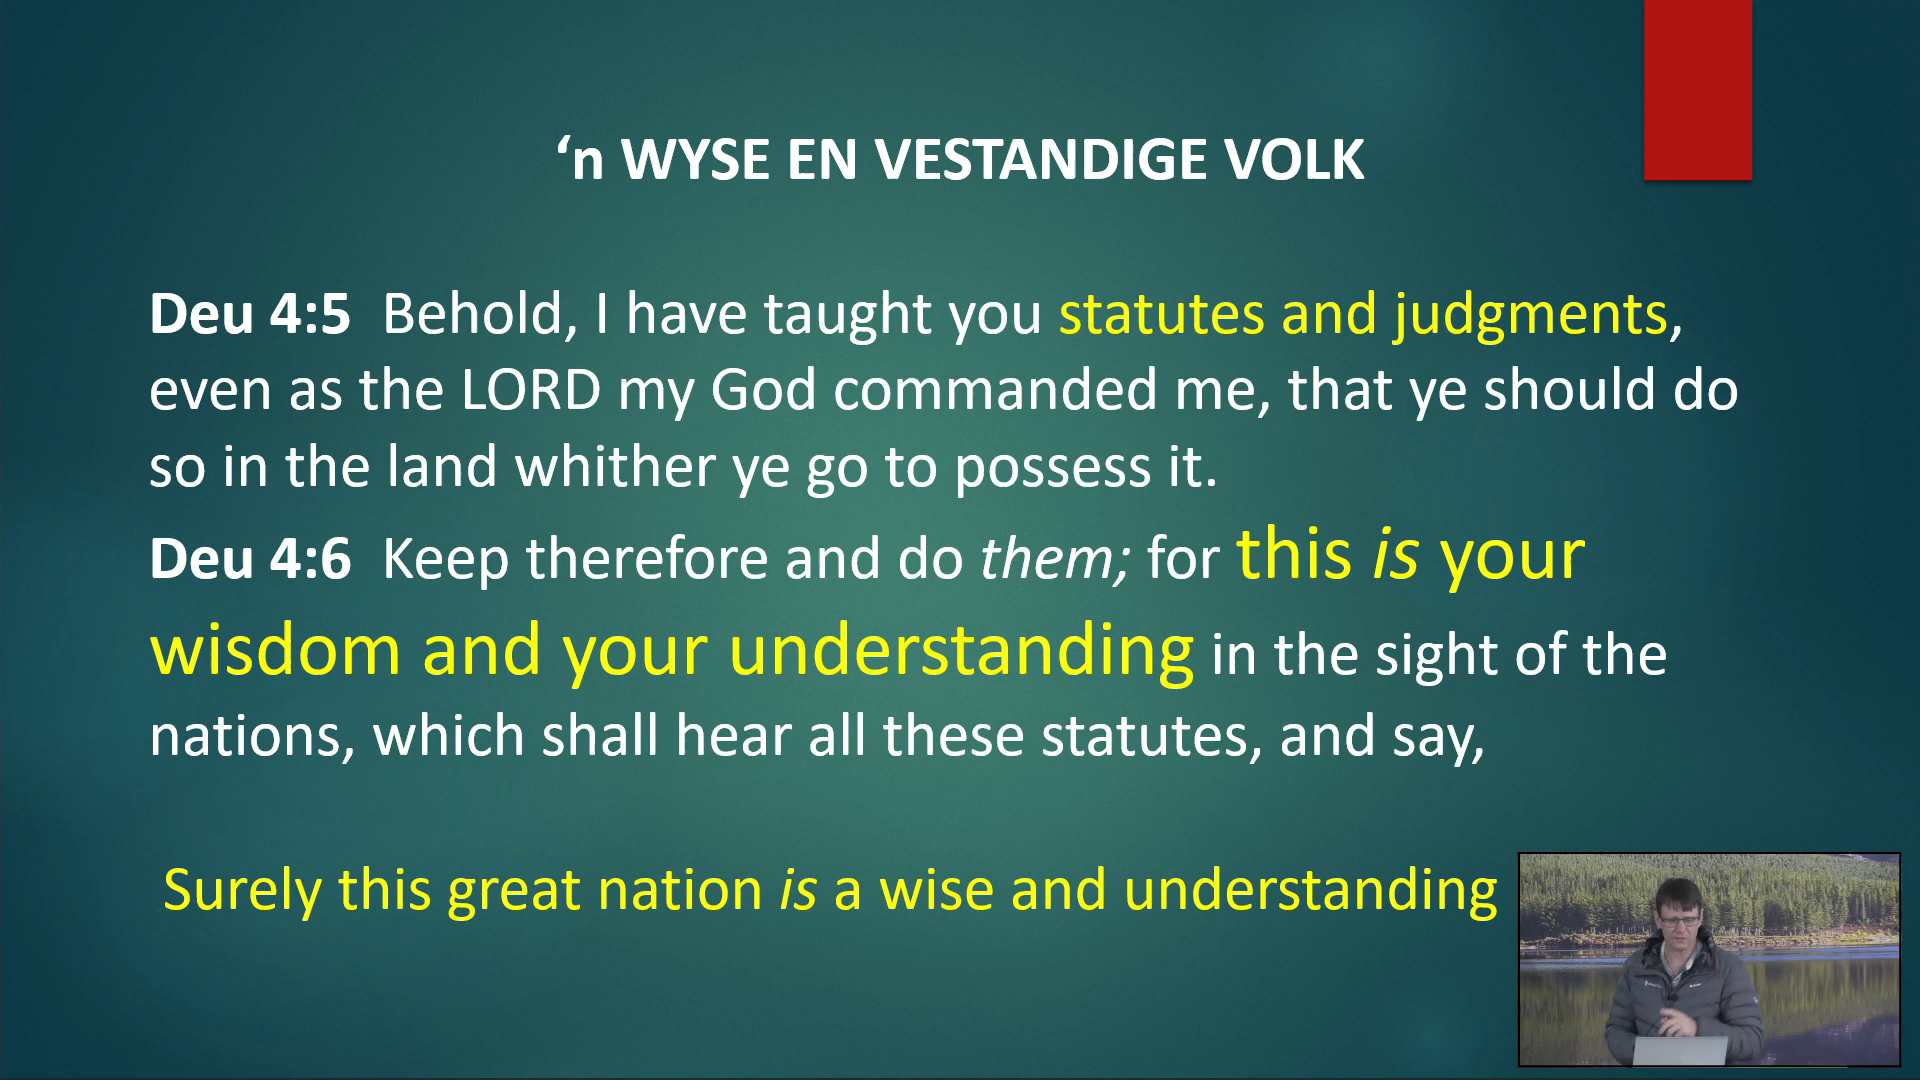 ‘n WYSE EN VESTANDIGE VOLK
Deu 4:5 Behold, I have taught you statutes and judgments,
even as the LORD my God commanded me, that ye should do
so in the land whither ye go to possess it.
Deu 4:6 Keep therefore and do them; for this is your
wisdom and your understanding in the sight of the
nations, which shall hear all these statutes, and say,
Surely this great nation is a wise and understanding